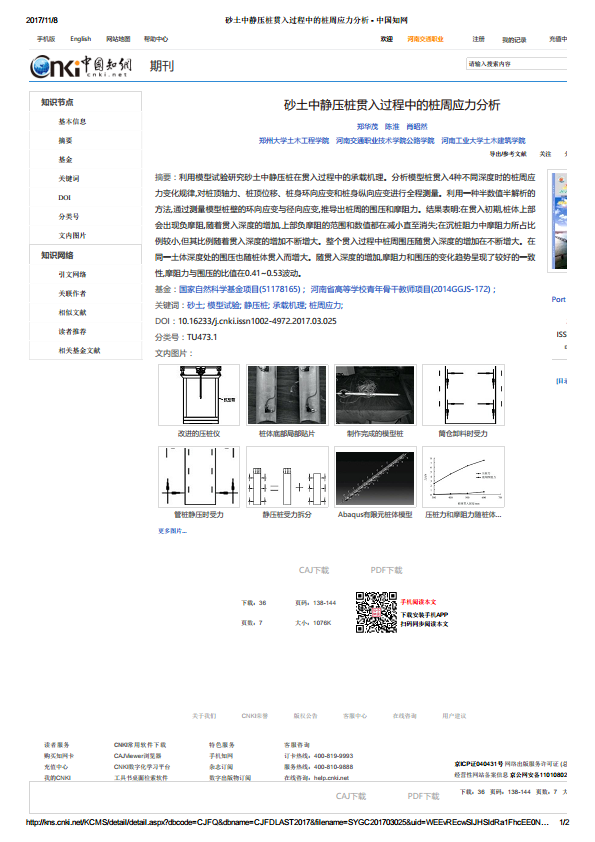 2017/11/8
砂土中静压桩贯入过程中的桩周应力分析 - 中国知网
手机版 English 网站地图 帮助中心 欢迎 河南交通职业 注册 我的记录 充值中
Cnki 中国知网 期刊
cnki.net
请输入搜索内容
知识节点
基本信息
摘要
基金
关键词
DOI
分类号
文内图片
知识网络
引文网络
关联作者
相似文献
读者推荐
相关基金文献
砂土中静压桩贯入过程中的桩周应力分析
郑华茂 陈淮 肖昭然
郑州大学土木工程学院 河南交通职业技术学院公路学院 河南工业大学土木建筑学院
导出/参考文献 关注
摘要：利用模型试验研究砂土中静压桩在贯入过程中的承载机理。分析模型桩贯入4种不同深度时的桩周应
力变化规律,对桩顶轴力、桩顶位移、桩身环向应变和桩身纵向应变进行全程测量。利用一种半数值半解析的
方法,通过测量模型桩壁的环向应变与径向应变,推导出桩周的围压和摩阻力。结果表明:在贯入初期,桩体上部
会出现负摩阻,随着贯入深度的增加,上部负摩阻的范围和数值都在减小直至消失;在沉桩阻力中摩阻力所占比
例较小,但其比例随着贯入深度的增加不断增大。整个贯入过程中桩周围压随贯入深度的增加在不断增大。在
同一土体深度处的围压也随桩体贯入而增大。随贯入深度的增加,摩阻力和围压的变化趋势呈现了较好的一致
性,摩阻力与围压的比值在0.41~0.53波动。
基金：国家自然科学基金项目(51178165)； 河南省高等学校青年骨干教师项目(2014GGJS-172)；
关键词：砂土; 模型试验; 静压桩; 承载机理; 桩周应力;
DOI：10.16233/j.cnki.issn1002-4972.2017.03.025
分类号：TU473.1
文内图片：
Port
ISS
[目录
改进的压桩仪 桩体底部局部贴片 制作完成的模型桩 筒仓卸料时受力
管桩静压时受力 静压桩受力拆分 Abaqus有限元桩体模型 压桩力和摩阻力随桩体...
更多图片...
CAJ下载 PDF下载
下载：36 页码：138-144
页数：7 大小：1076K
手机阅读本文
下载安装手机APP
扫码同步阅读本文
关于我们 CNKI荣誉 版权公告 客服中心 在线咨询 用户建议
读者服务 CNKI常用软件下载 特色服务 客服咨询
购买知网卡 CAJViewer浏览器 手机知网 订卡热线：400-819-9993
充值中心 CNKI数字化学习平台 杂志订阅 服务热线：400-810-9888
我的CNKI 工具书桌面检索软件 数字出版物订阅 在线咨询：help.cnki.net
京ICP证040431号 网络出版服务许可证 (总
经营性网站备案信息 京公网安备11010802
CAJ下载 PDF下载
下载：36 页码：138-144 页数：7 大
http://kns.cnki.net/KCMS/detail/detail.aspx?dbcode=CJFQ&dbname=CJFDLAST2017&filename=SYGC201703025&uid=WEEvREcwSlJHSldRa1FhcEE0N...
1/2